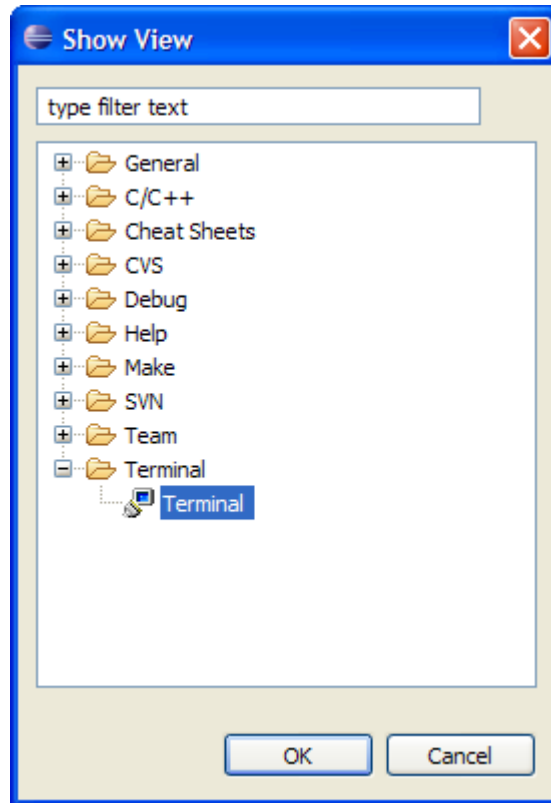 Show View
type filter text
General
C/C++
Cheat Sheets
CVS
Debug
Help
Make
SVN
Team
Terminal
Terminal
OK Cancel